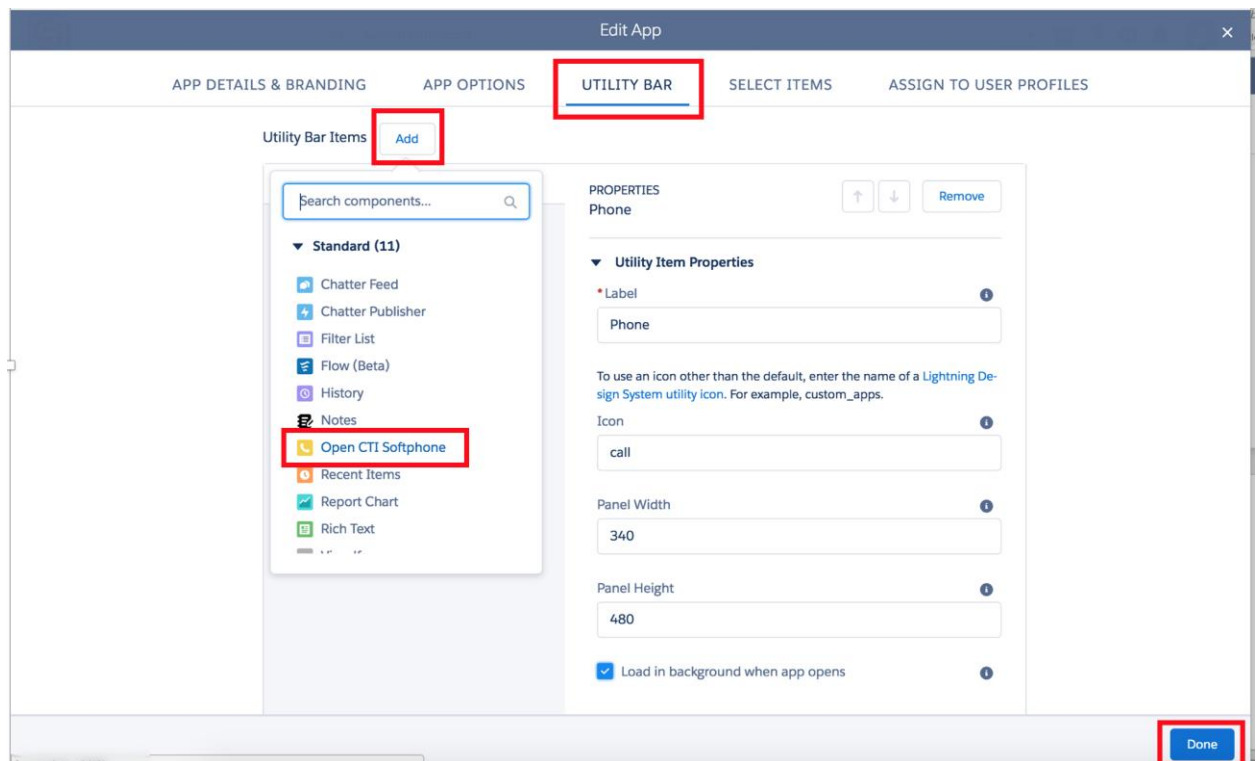 Edit App
APP DETAILS & BRANDING APP OPTIONS UTILITY BAR SELECT ITEMS ASSIGN TO USER PROFILES
Utility Bar Items Add
Search components...
Standard (11)
Chatter Feed
Chatter Publisher
Filter List
Flow (Beta)
History
Notes
Open CTI Softphone
Recent Items
Report Chart
Rich Text
PROPERTIES
Phone
Remove
Utility Item Properties
*Label
Phone
To use an icon other than the default, enter the name of a Lightning De-
sign System utility icon. For example, custom_apps.
Icon
call
Panel Width
340
Panel Height
480
Load in background when app opens
Done